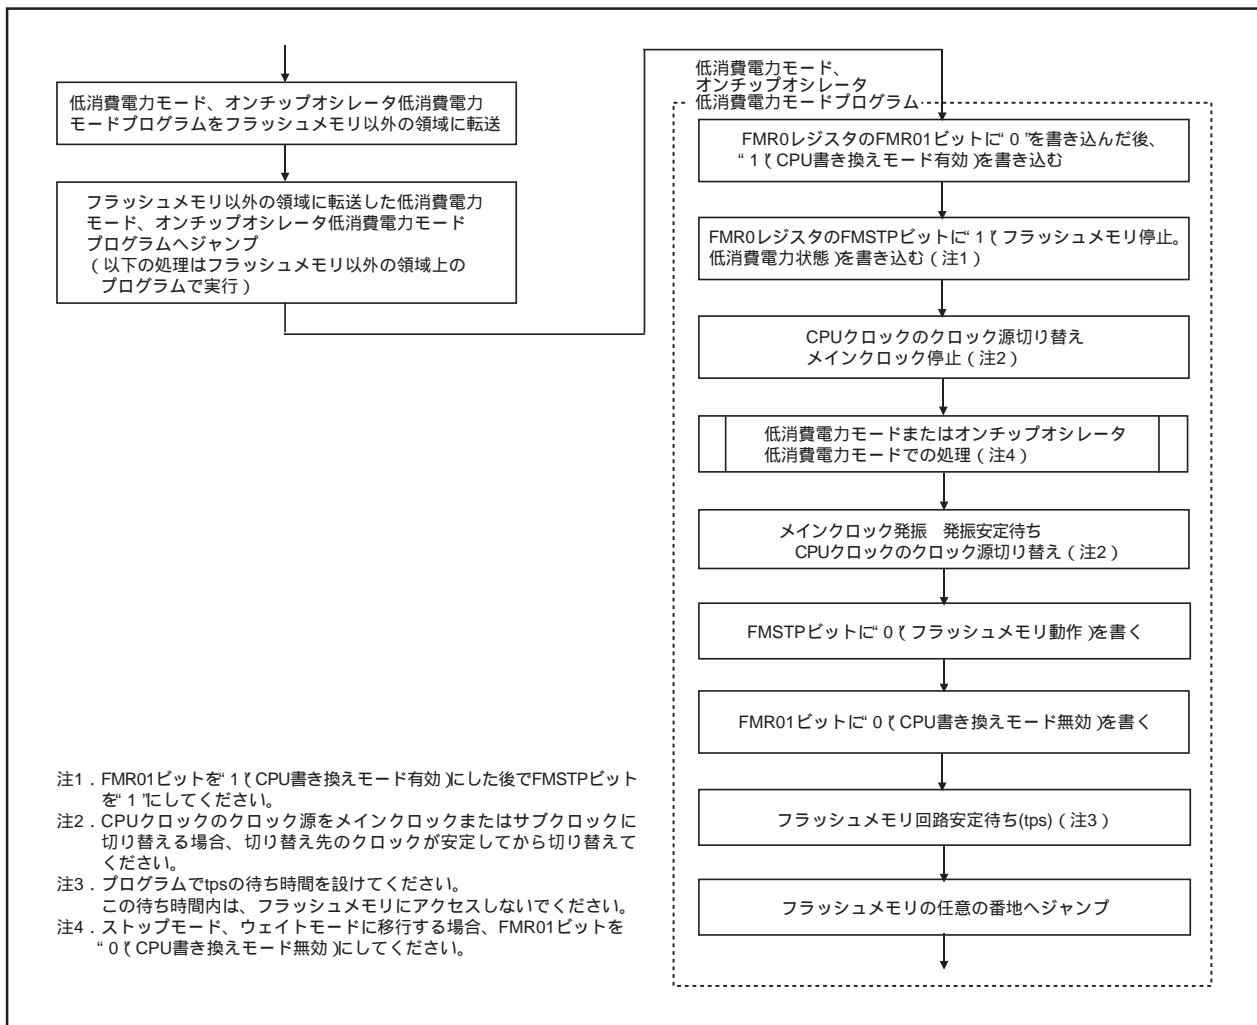 低消費電力モード、オンチップオシレータ低消費電力
モードプログラムをフラッシュメモリ以外の領域に転送
フラッシュメモリ以外の領域に転送した低消費電力
モード、オンチップオシレータ低消費電力モード
プログラムへジャンプ
(以下の処理はフラッシュメモリ以外の領域上の
プログラムで実行)
低消費電力モード、
オンチップオシレータ
低消費電力モードプログラム
FMR0レジスタのFMR01ビットに“0”を書き込んだ後、
“1”(CPU書き換えモード有効)を書き込む
FMR0レジスタのFMSTPビットに“1”(フラッシュメモリ停止。
低消費電力状態)を書き込む(注1)
CPUクロックのクロック源切り替え
メインクロック停止(注2)
低消費電力モードまたはオンチップオシレータ
低消費電力モードでの処理(注4)
メインクロック発振 発振安定待ち
CPUクロックのクロック源切り替え(注2)
FMSTPビットに“0”(フラッシュメモリ動作)を書く
FMR01ビットに“0”(CPU書き換えモード無効)を書く
フラッシュメモリ回路安定待ち(tps)(注3)
フラッシュメモリの任意の番地へジャンプ
注1.FMR01ビットを“1”(CPU書き換えモード有効)にした後でFMSTPビット
を“1”にしてください。
注2.CPUクロックのクロック源をメインクロックまたはサブクロックに
切り替える場合、切り替え先のクロックが安定してから切り替えて
ください。
注3.プログラムでtpsの待ち時間を設けてください。
この待ち時間内は、フラッシュメモリにアクセスしないでください。
注4.ストップモード、ウェイトモードに移行する場合、FMR01ビットを
“0”(CPU書き換えモード無効)にしてください。